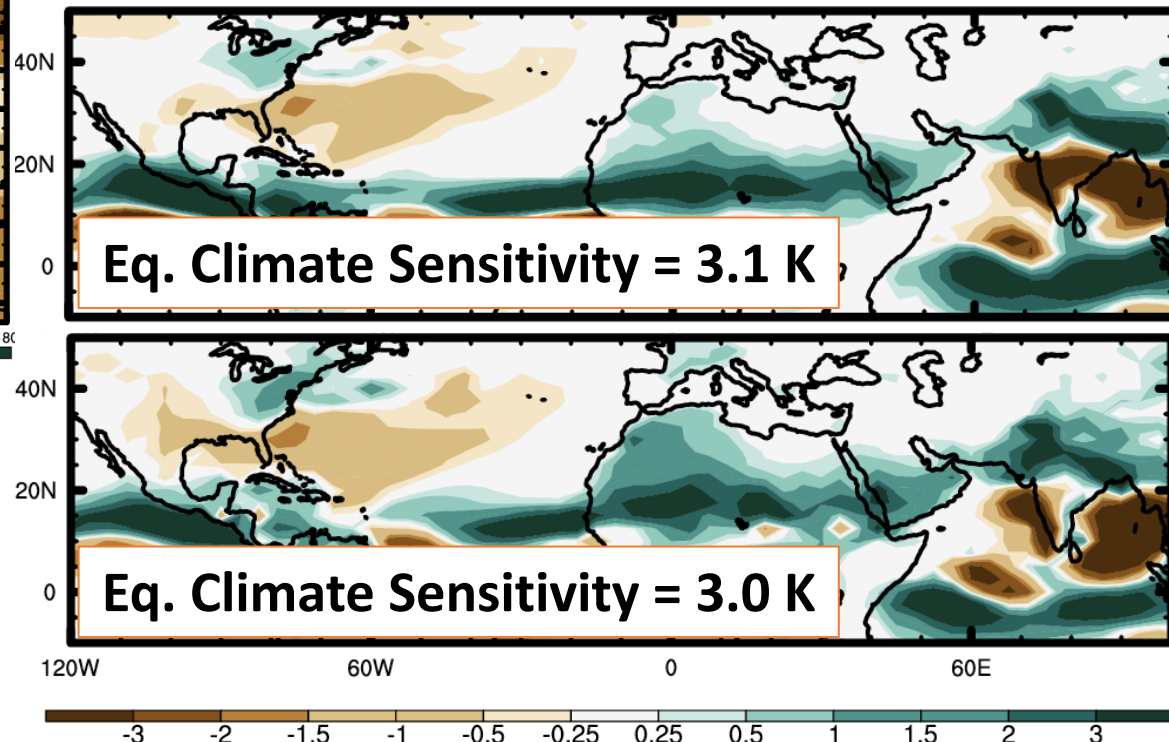 40N
20N
0
Eq. Climate Sensitivity = 3.1 K
80
40N
20N
0
Eq. Climate Sensitivity = 3.0 K
120W 60W 0 60E
-3 -2 -1.5 -1 -0.5 -0.25 0.25 0.5 1 1.5 2 3